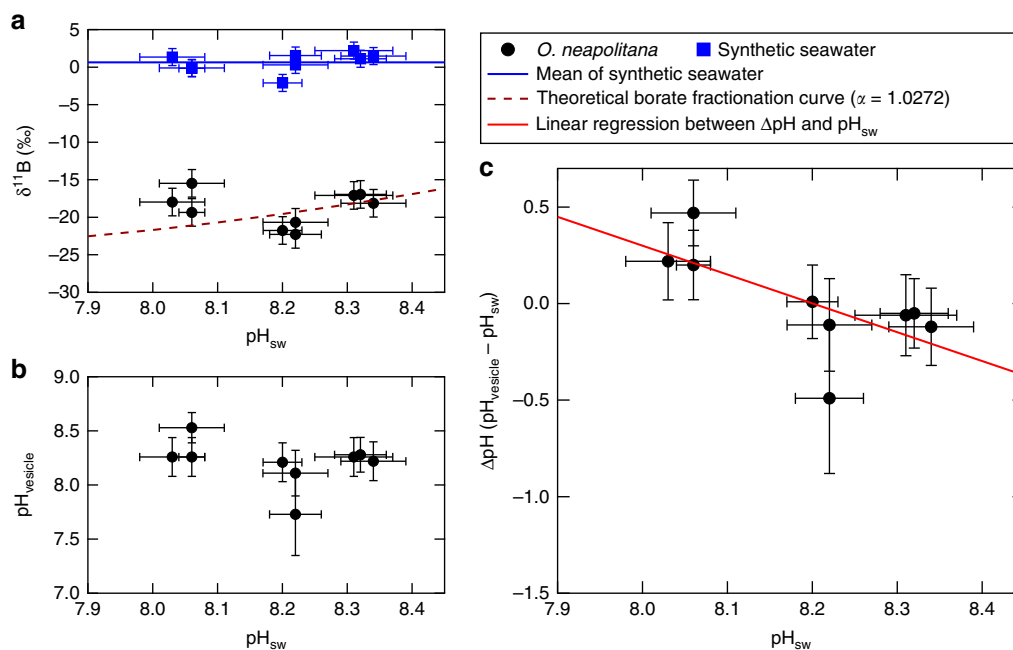 a
5
0
−5
−10
−15
−20
−25
−30
δ11B (‰)
7.9 8.0 8.1 8.2 8.3 8.4
pHsw
O. neapolitana Synthetic seawater
Mean of synthetic seawater
Theoretical borate fractionation curve (α = 1.0272)
Linear regression between ΔpH and pHsw
b
9.0
8.5
8.0
7.5
7.0
pHvesicle
7.9 8.0 8.1 8.2 8.3 8.4
pHsw
c
0.5
0.0
−0.5
−1.0
−1.5
ΔpH (pHvesicle − pHsw)
7.9 8.0 8.1 8.2 8.3 8.4
pHsw